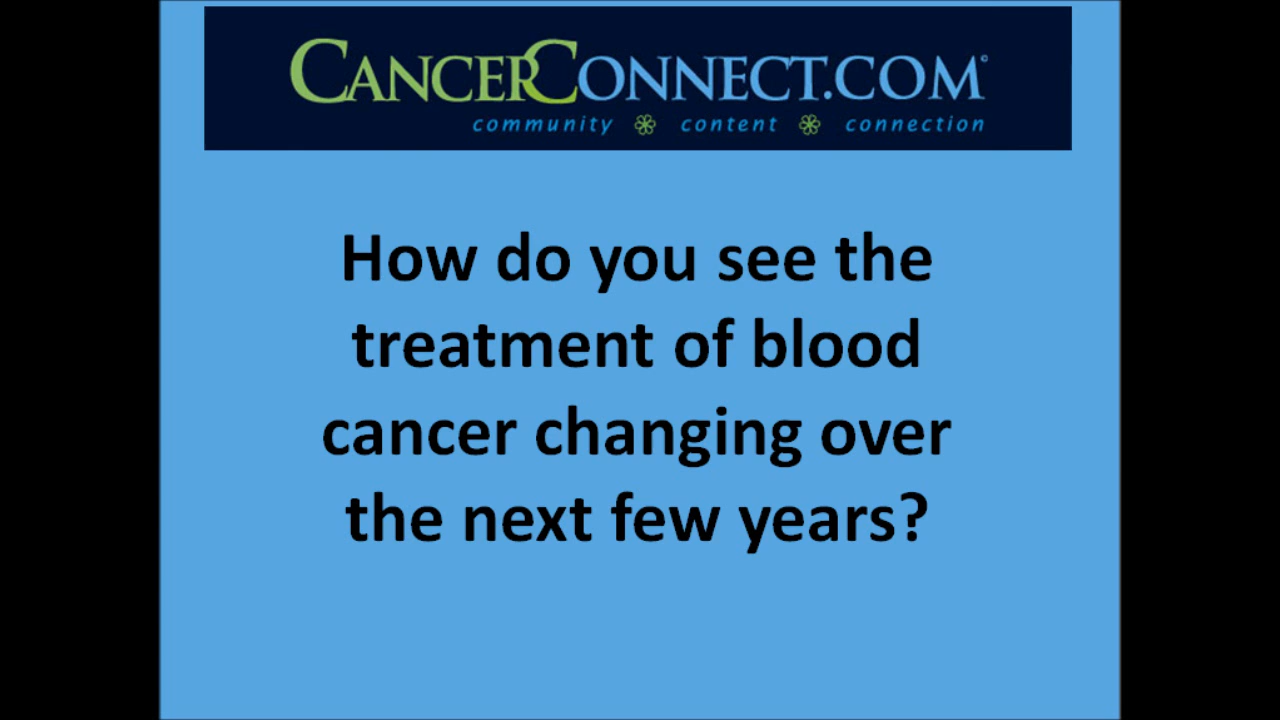 CANCERCONNECT.COM©
community content connection
How do you see the
treatment of blood
cancer changing over
the next few years?